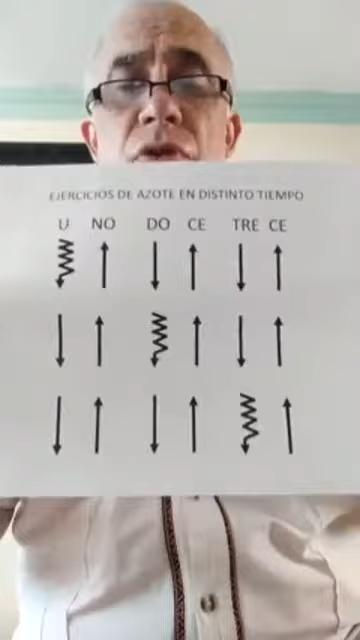 EJERCICIOS DE AZOTE EN DISTINTO TIEMPO
U NO DO CE TRE CE